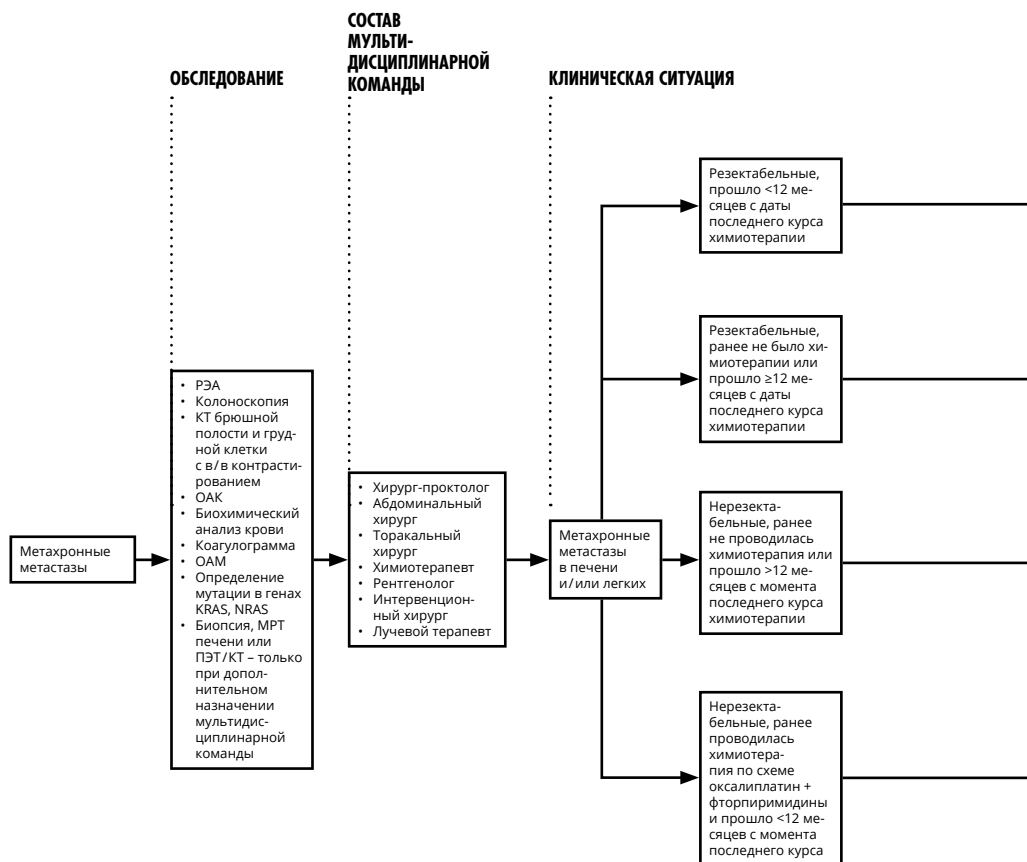 СОСТАВ
МУЛЬТИ-
ДИСЦИПЛИНАРНОЙ
КОМАНДЫ
ОБСЛЕДОВАНИЕ
КЛИНИЧЕСКАЯ СИТУАЦИЯ
Метахронные
метастазы
• РЭА
• Колоноскопия
• КТ брюшной
полости и груд-
ной клетки
с в/в контрасти-
рованием
• ОАК
• Биохимический
анализ крови
• Коагулограмма
• ОАМ
• Определение
мутации в генах
KRAS, NRAS
• Биопсия, МРТ
печени или
ПЭТ/КТ – только
при допол-
нительном
назначении
мультидис-
циплинарной
команды
• Хирург-проктолог
• Абдоминальный
хирург
• Торакальный
хирург
• Химиотерапевт
• Рентгенолог
• Интервенцион-
ный хирург
• Лучевой терапевт
Метахронные
метастазы
в печени
и/или легких
Резектабельные,
прошло <12 ме-
сяцев с даты
последнего курса
химиотерапии
Резектабельные,
ранее не было хи-
миотерапии или
прошло ≥12 ме-
сяцев с даты
последнего курса
химиотерапии
Нерезекта-
бельные, ранее
не проводилась
химиотерапия или
прошло >12 ме-
сяцев с момента
последнего курса
химиотерапии
Нерезекта-
бельные, ранее
проводилась
химиотера-
пия по схеме
оксалиплатин +
фторпиримидины
и прошло <12 ме-
сяцев с момента
последнего курса